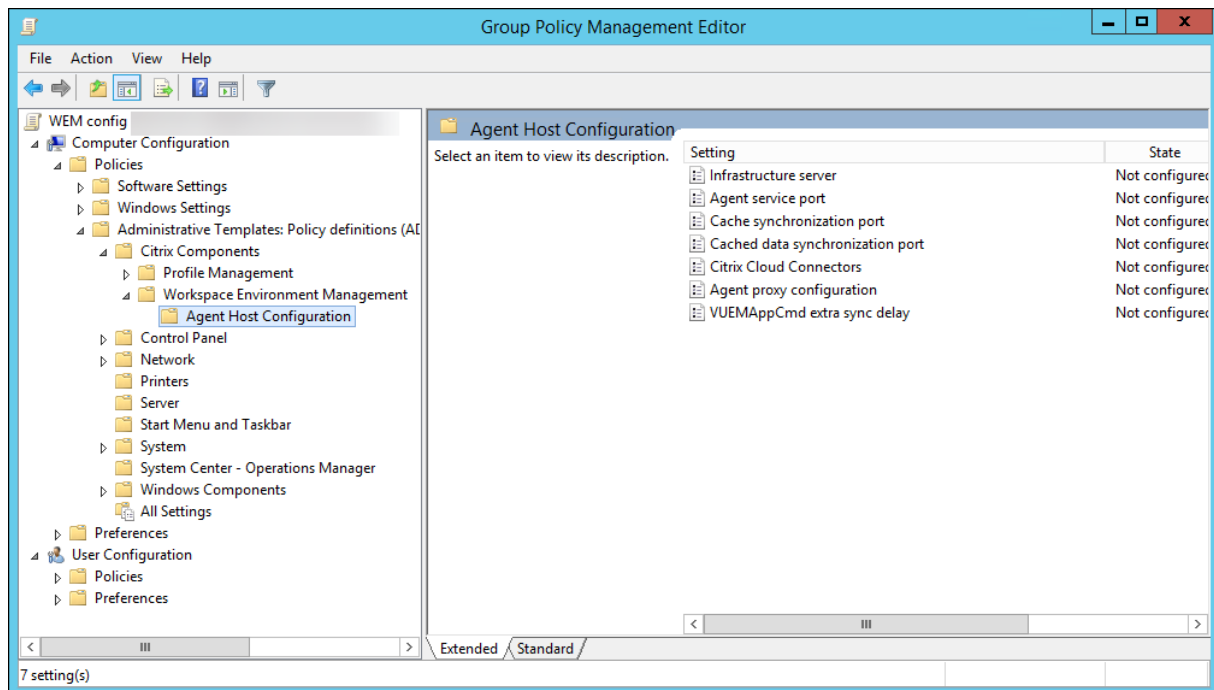 Group Policy Management Editor
File Action View Help
WEM config
Computer Configuration
Policies
Software Settings
Windows Settings
Administrative Templates: Policy definitions (AD
Citrix Components
Profile Management
Workspace Environment Management
Agent Host Configuration
Control Panel
Network
Printers
Server
Start Menu and Taskbar
System
System Center - Operations Manager
Windows Components
All Settings
Preferences
User Configuration
Policies
Preferences
Agent Host Configuration
Select an item to view its description.
Setting State
Infrastructure server Not configured
Agent service port Not configured
Cache synchronization port Not configured
Cached data synchronization port Not configured
Citrix Cloud Connectors Not configured
Agent proxy configuration Not configured
VUEMAppCmd extra sync delay Not configured
Extended Standard
7 setting(s)